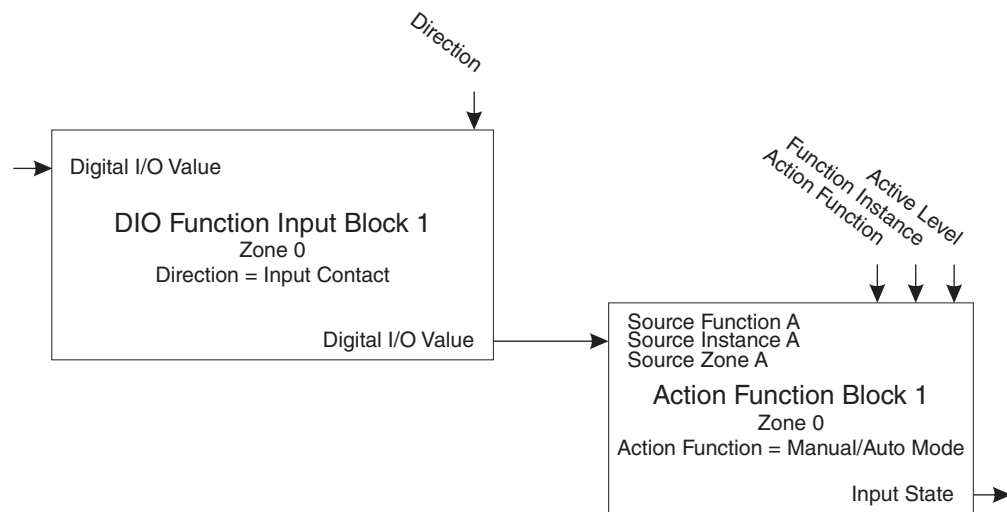 Direction
Digital I/O Value
DIO Function Input Block 1
Zone 0
Direction = Input Contact
Digital I/O Value
Action Function
Function Instance
Active Level
Source Function A
Source Instance A
Source Zone A
Action Function Block 1
Zone 0
Action Function = Manual/Auto Mode
Input State